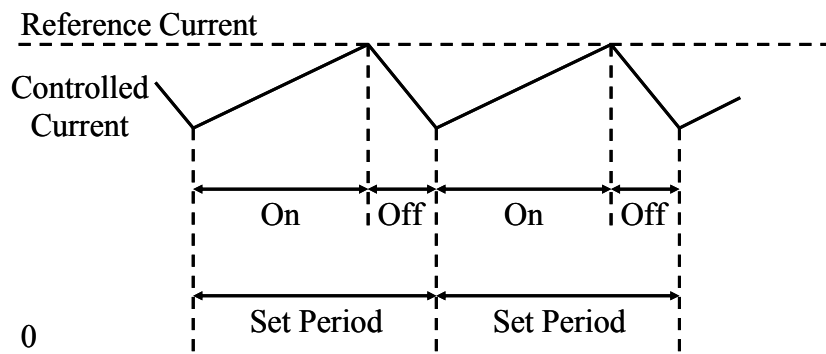 Reference Current
Controlled
Current
On
Off
On
Off
Set Period
Set Period
0